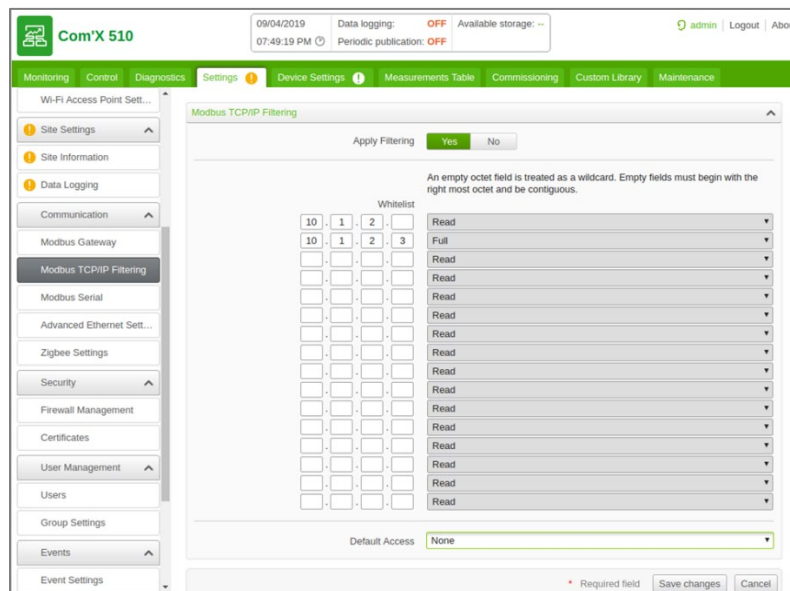 Com'X 510
09/04/2019 Data logging: OFF Available storage: --
07:49:19 PM Periodic publication: OFF
admin Logout Abo
Monitoring Control Diagnostics Settings Device Settings Measurements Table Commissioning Custom Library Maintenance
Wi-Fi Access Point Sett...
Site Settings
Site Information
Data Logging
Communication
Modbus Gateway
Modbus TCP/IP Filtering
Modbus Serial
Advanced Ethernet Sett...
Zigbee Settings
Security
Firewall Management
Certificates
User Management
Users
Group Settings
Events
Event Settings
Modbus TCP/IP Filtering
Apply Filtering Yes No
An empty octet field is treated as a wildcard. Empty fields must begin with the
right most octet and be contiguous.
Whitelist
10 . 1 . 2 . Read
10 . 1 . 2 . 3 Full
. . . Read
. . . Read
. . . Read
. . . Read
. . . Read
. . . Read
. . . Read
. . . Read
. . . Read
. . . Read
. . . Read
. . . Read
. . . Read
. . . Read
Default Access None
* Required field Save changes Cancel